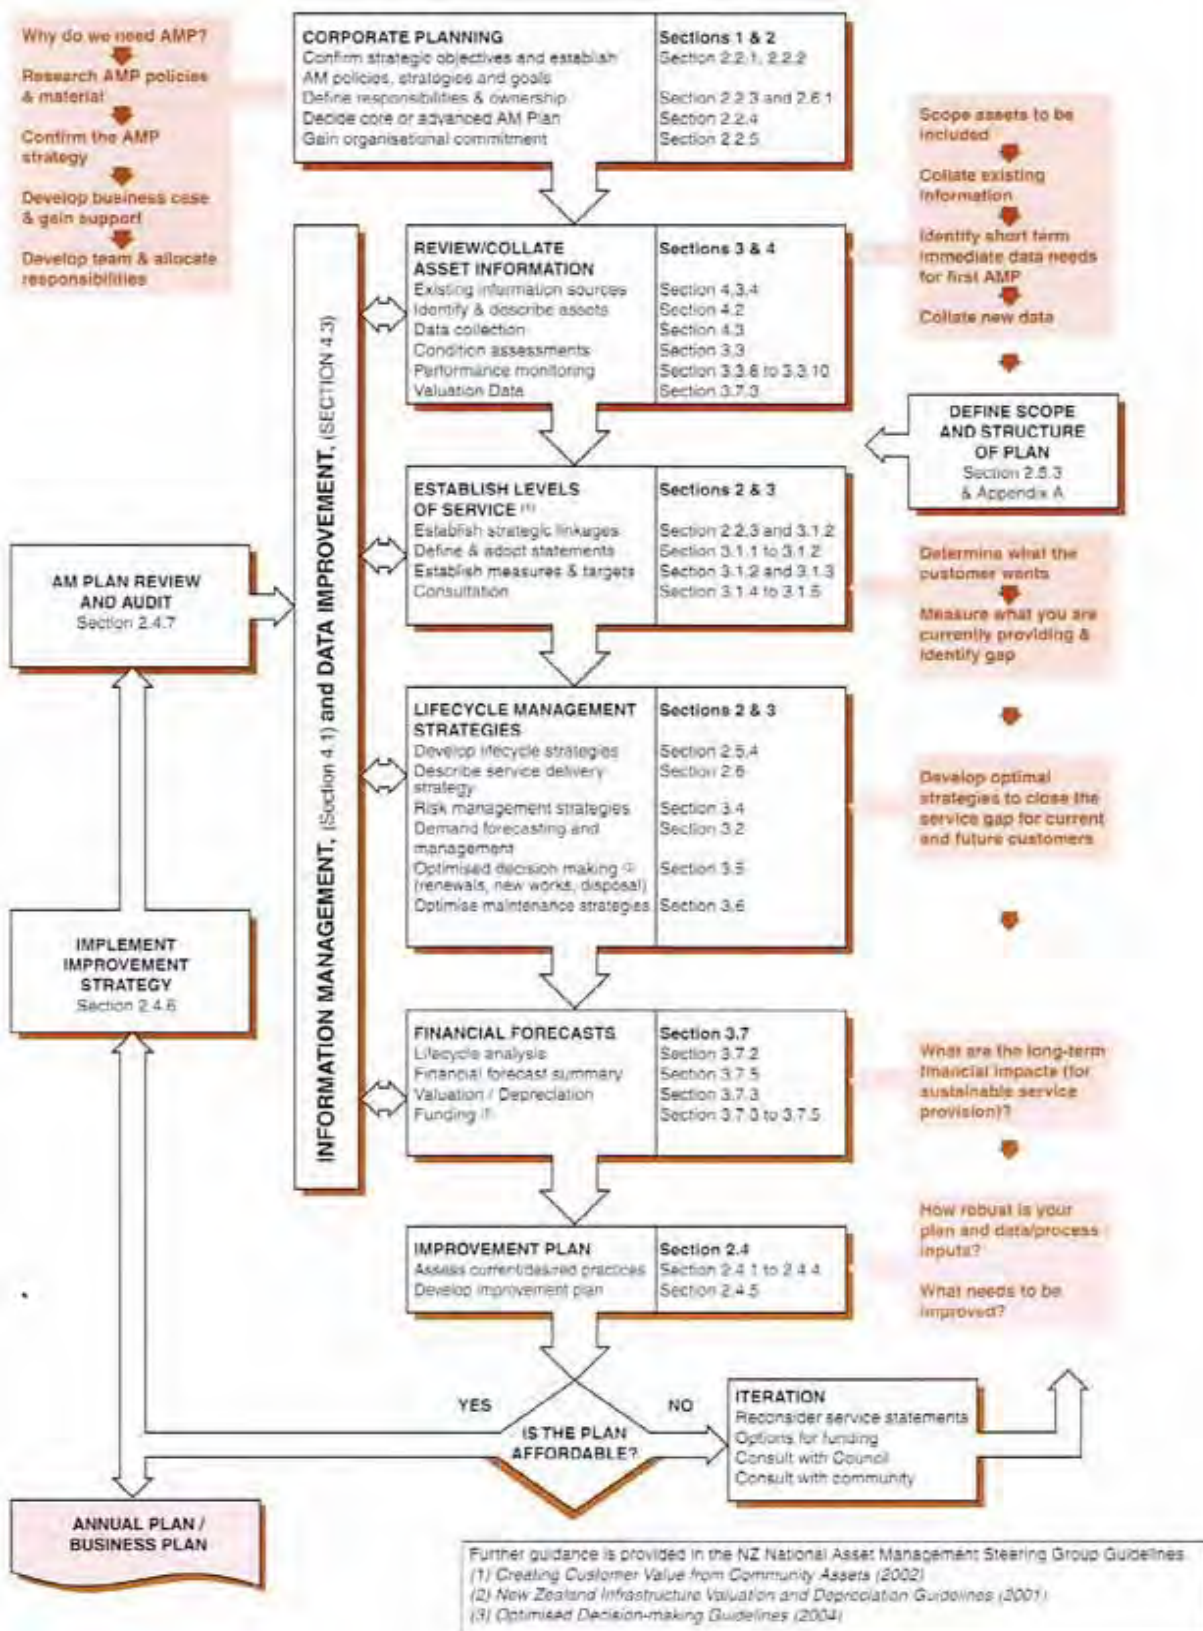 Why do we need AMP?
Research AMP policies
& material
Confirm the AMP
strategy
Develop business case
& gain support
Develop team & allocate
responsibilities
CORPORATE PLANNING Sections 1 & 2
Confirm strategic objectives and establish Section 2.2.1, 2.2.2
AM policies, strategies and goals
Define responsibilities & ownership Section 2.2.3 and 2.6.1
Decide core or advanced AM Plan Section 2.2.4
Gain organisational commitment Section 2.2.5
Scope assets to be
included
Collate existing
information
Identify short term
immediate data needs
for first AMP
Collate new data
REVIEW/COLLATE Sections 3 & 4
ASSET INFORMATION
Existing information sources Section 4.3.4
Identify & describe assets Section 4.2
Data collection Section 4.3
Condition assessments Section 3.3
Performance monitoring Section 3.3.8 to 3.3.10
Valuation Data Section 3.7.3
DEFINE SCOPE
AND STRUCTURE
OF PLAN
Section 2.5.3
& Appendix A
INFORMATION MANAGEMENT, (Section 4.1) and DATA IMPROVEMENT, (SECTION 4.3)
ESTABLISH LEVELS Sections 2 & 3
OF SERVICE (1)
Establish strategic linkages Section 2.2.3 and 3.1.2
Define & adopt statements Section 3.1.1 to 3.1.2
Establish measures & targets Section 3.1.2 and 3.1.3
Consultation Section 3.1.4 to 3.1.5
Determine what the
customer wants
Measure what you are
currently providing &
identify gap
AM PLAN REVIEW
AND AUDIT
Section 2.4.7
LIFECYCLE MANAGEMENT Sections 2 & 3
STRATEGIES
Develop lifecycle strategies Section 2.5.4
Describe service delivery Section 2.6
strategy
Risk management strategies Section 3.4
Demand forecasting and Section 3.2
management
Optimised decision making Section 3.5
(renewals, new works, disposal)
Optimise maintenance strategies Section 3.6
Develop optimal
strategies to close the
service gap for current
and future customers
IMPLEMENT
IMPROVEMENT
STRATEGY
Section 2.4.6
FINANCIAL FORECASTS Section 3.7
Lifecycle analysis Section 3.7.2
Financial forecast summary Section 3.7.5
Valuation / Depreciation Section 3.7.3
Funding Section 3.7.3 to 3.7.5
What are the long-term
financial impacts (for
sustainable service
provision)?
IMPROVEMENT PLAN Section 2.4
Assess current/desired practices Section 2.4.1 to 2.4.4
Develop improvement plan Section 2.4.5
How robust is your
plan and data/process
inputs?
What needs to be
improved?
YES
NO
IS THE PLAN
AFFORDABLE?
ITERATION
Reconsider service statements
Options for funding
Consult with Council
Consult with community
ANNUAL PLAN /
BUSINESS PLAN
Further guidance is provided in the NZ National Asset Management Steering Group Guidelines.
(1) Creating Customer Value from Community Assets (2002)
(2) New Zealand Infrastructure Valuation and Depreciation Guidelines (2001)
(3) Optimised Decision-making Guidelines (2004)